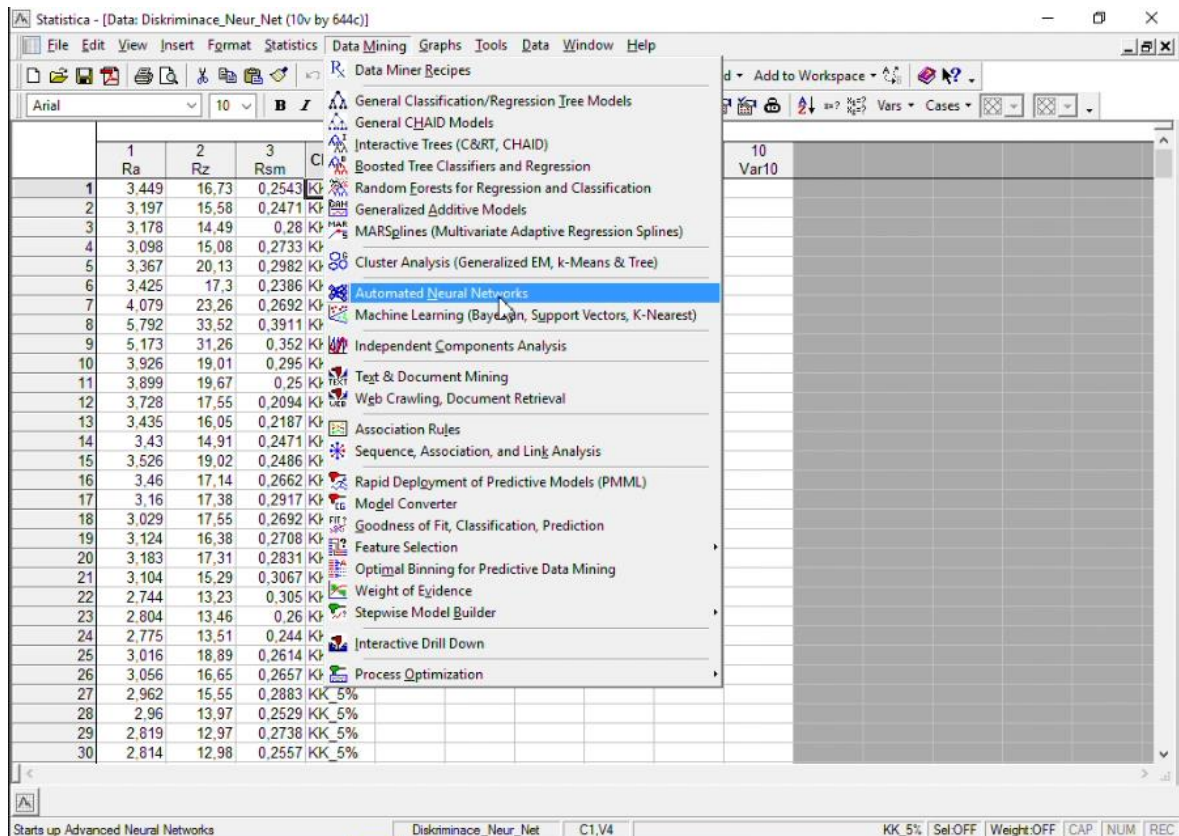 Statistica - [Data: Diskriminace_Neur_Net (10v by 644c)]
File Edit View Insert Format Statistics Data Mining Graphs Tools Data Window Help
Add to Workspace
Arial 10 B I Vars Cases
Data Miner Recipes
General Classification/Regression Tree Models
General CHAID Models
Interactive Trees (C&RT, CHAID)
Boosted Tree Classifiers and Regression
Random Forests for Regression and Classification
Generalized Additive Models
MARSplines (Multivariate Adaptive Regression Splines)
Cluster Analysis (Generalized EM, k-Means & Tree)
Automated Neural Networks
Machine Learning (Bayesian, Support Vectors, K-Nearest)
Independent Components Analysis
Text & Document Mining
Web Crawling, Document Retrieval
Association Rules
Sequence, Association, and Link Analysis
Rapid Deployment of Predictive Models (PMML)
Model Converter
Goodness of Fit, Classification, Prediction
Feature Selection
Optimal Binning for Predictive Data Mining
Weight of Evidence
Stepwise Model Builder
Interactive Drill Down
Process Optimization
1 2 3 10
Ra Rz Rsm Var10
1 3,449 16,73 0,2543
2 3,197 15,58 0,2471
3 3,178 14,49 0,28
4 3,098 15,08 0,2733
5 3,367 20,13 0,2982
6 3,425 17,3 0,2386
7 4,079 23,26 0,2692
8 5,792 33,52 0,3911
9 5,173 31,26 0,352
10 3,926 19,01 0,295
11 3,899 19,67 0,25
12 3,728 17,55 0,2094
13 3,435 16,05 0,2187
14 3,43 14,91 0,2471
15 3,526 19,02 0,2486
16 3,46 17,14 0,2662
17 3,16 17,38 0,2917
18 3,029 17,55 0,2692
19 3,124 16,38 0,2708
20 3,183 17,31 0,2831
21 3,104 15,29 0,3067
22 2,744 13,23 0,305
23 2,804 13,46 0,26
24 2,775 13,51 0,244
25 3,016 18,89 0,2614
26 3,056 16,65 0,2657
27 2,962 15,55 0,2883 KK_5%
28 2,96 13,97 0,2529 KK_5%
29 2,819 12,97 0,2738 KK_5%
30 2,814 12,98 0,2557 KK_5%
Starts up Advanced Neural Networks Diskriminace_Neur_Net C1,V4 KK_5% Sel:OFF Weight:OFF CAP NUM REC